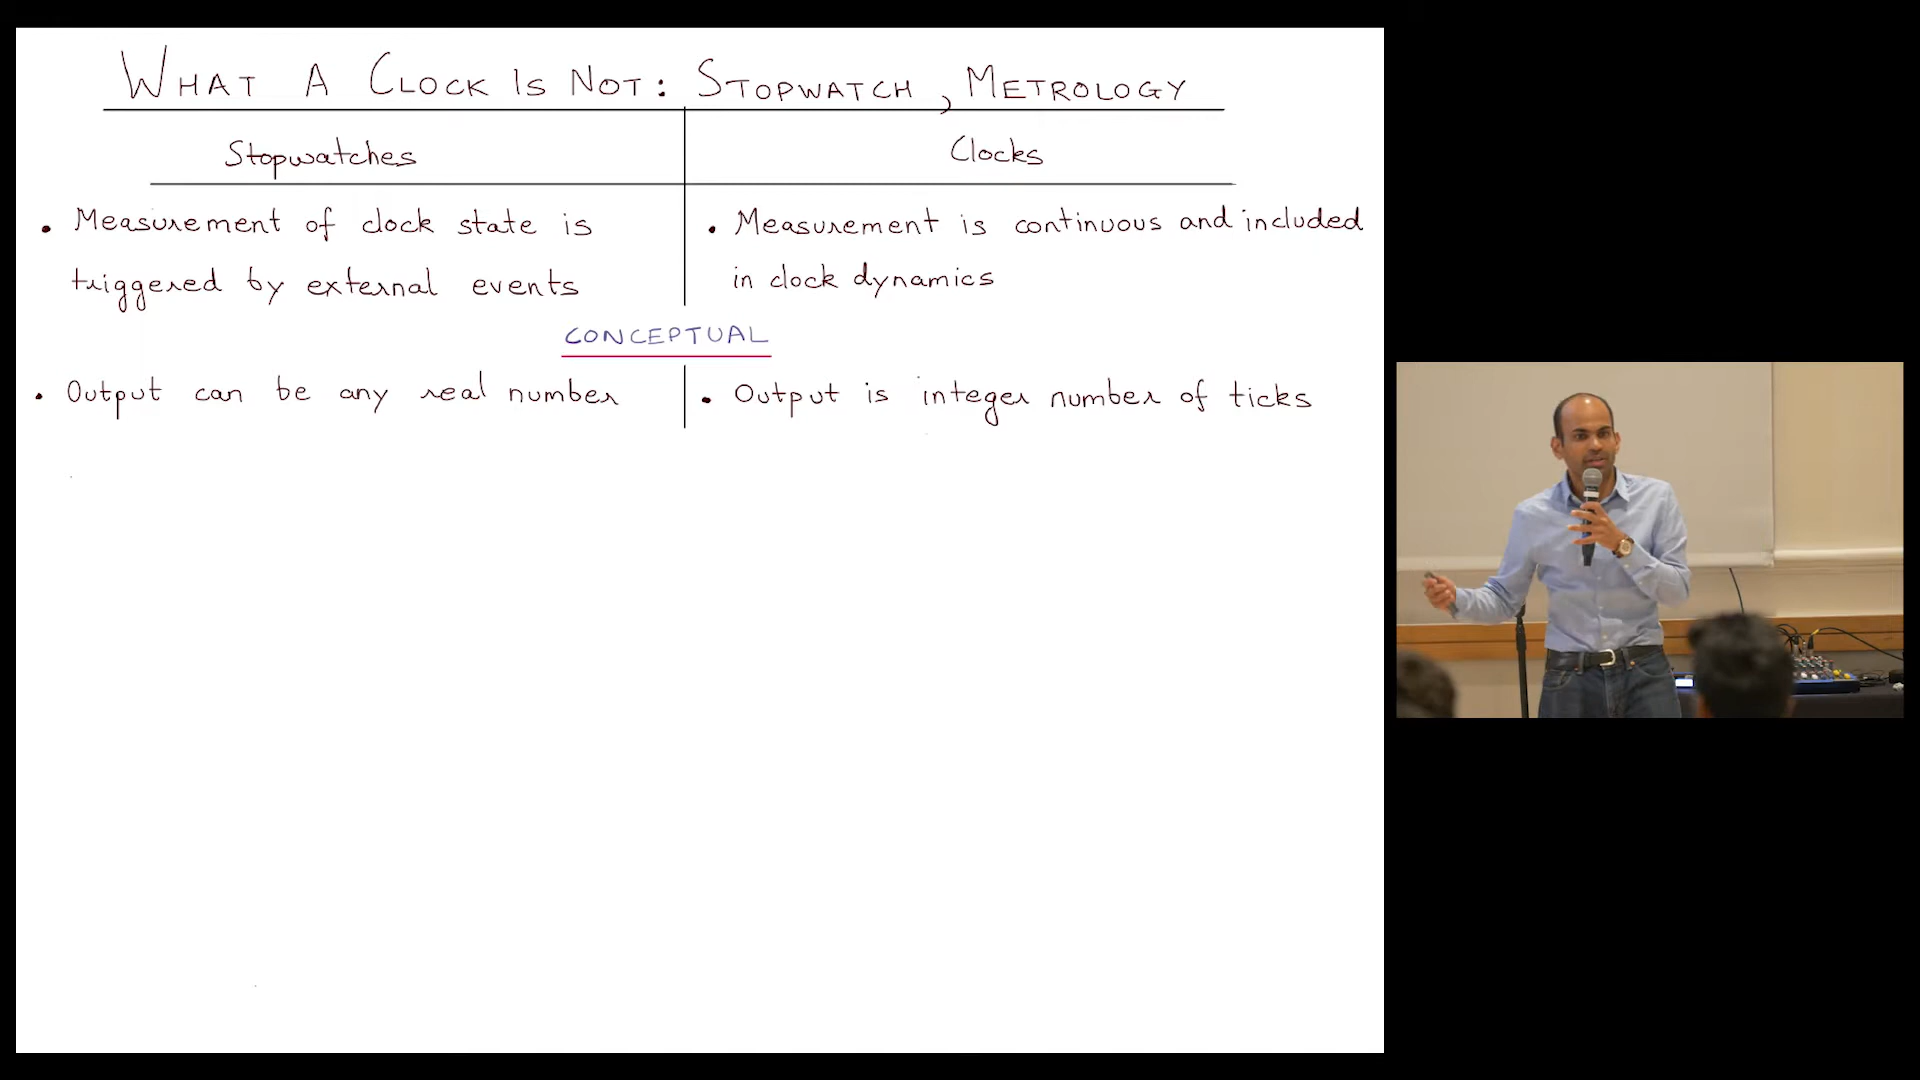 WHAT A CLOCK IS NOT: STOPWATCH, METROLOGY
Stopwatches
Clocks
• Measurement of clock state is
triggered by external events
• Measurement is continuous and included
in clock dynamics
CONCEPTUAL
• Output can be any real number
• Output is integer number of ticks